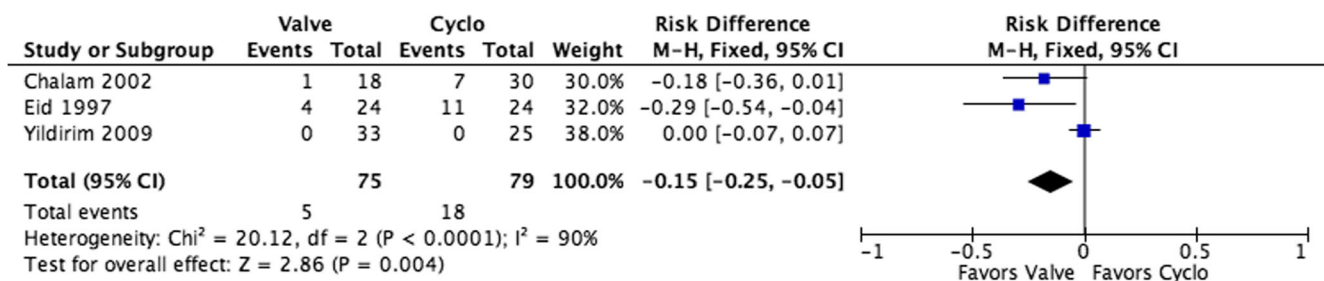 Valve Cyclo Risk Difference Risk Difference
Study or Subgroup Events Total Events Total Weight M-H, Fixed, 95% CI M-H, Fixed, 95% CI
Chalam 2002 1 18 7 30 30.0% −0.18 [−0.36, 0.01]
Eid 1997 4 24 11 24 32.0% −0.29 [−0.54, −0.04]
Yildirim 2009 0 33 0 25 38.0% 0.00 [−0.07, 0.07]
Total (95% CI) 75 79 100.0% −0.15 [−0.25, −0.05]
Total events 5 18
Heterogeneity: Chi² = 20.12, df = 2 (P < 0.0001); I² = 90%
Test for overall effect: Z = 2.86 (P = 0.004)
−1 −0.5 0 0.5 1
Favors Valve Favors Cyclo